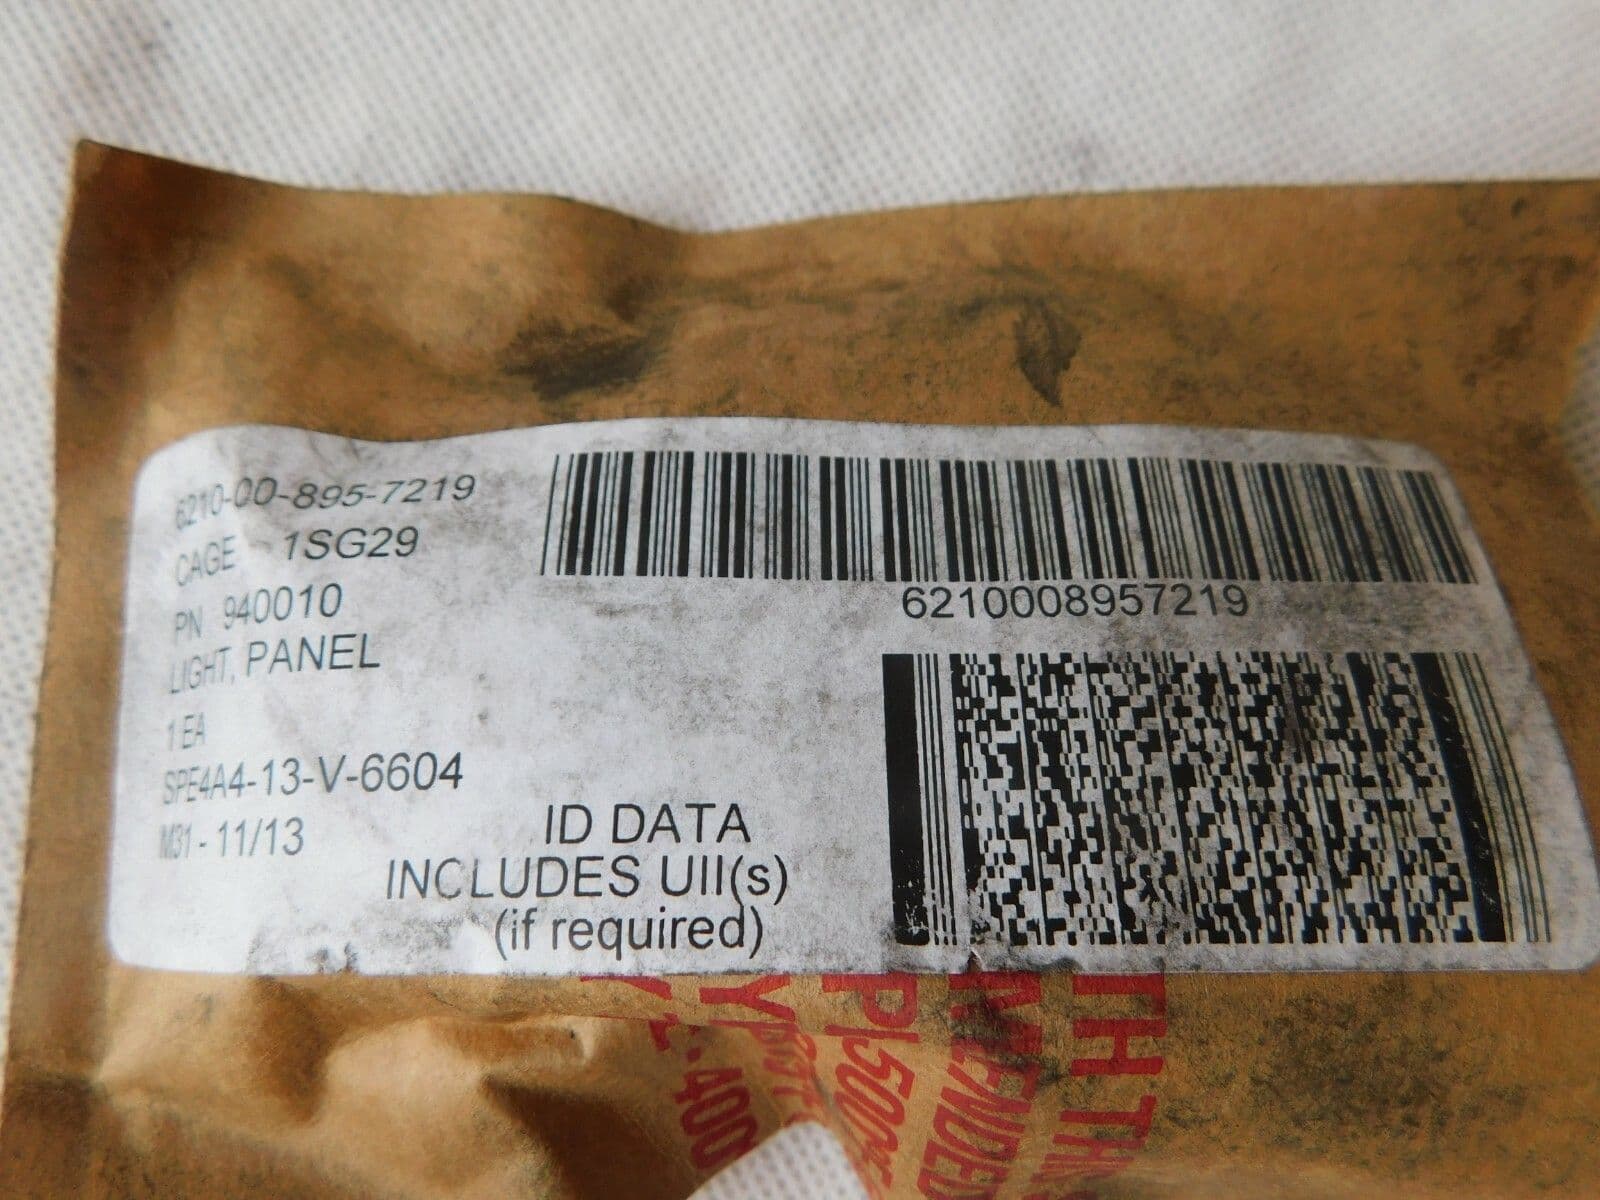 6210-00-895-7219
CAGE 1SG29
PN 940010
LIGHT, PANEL
1 EA
SPE4A4-13-V-6604
M31 - 11/13
6210008957219
ID DATA
INCLUDES UII(s)
(if required)